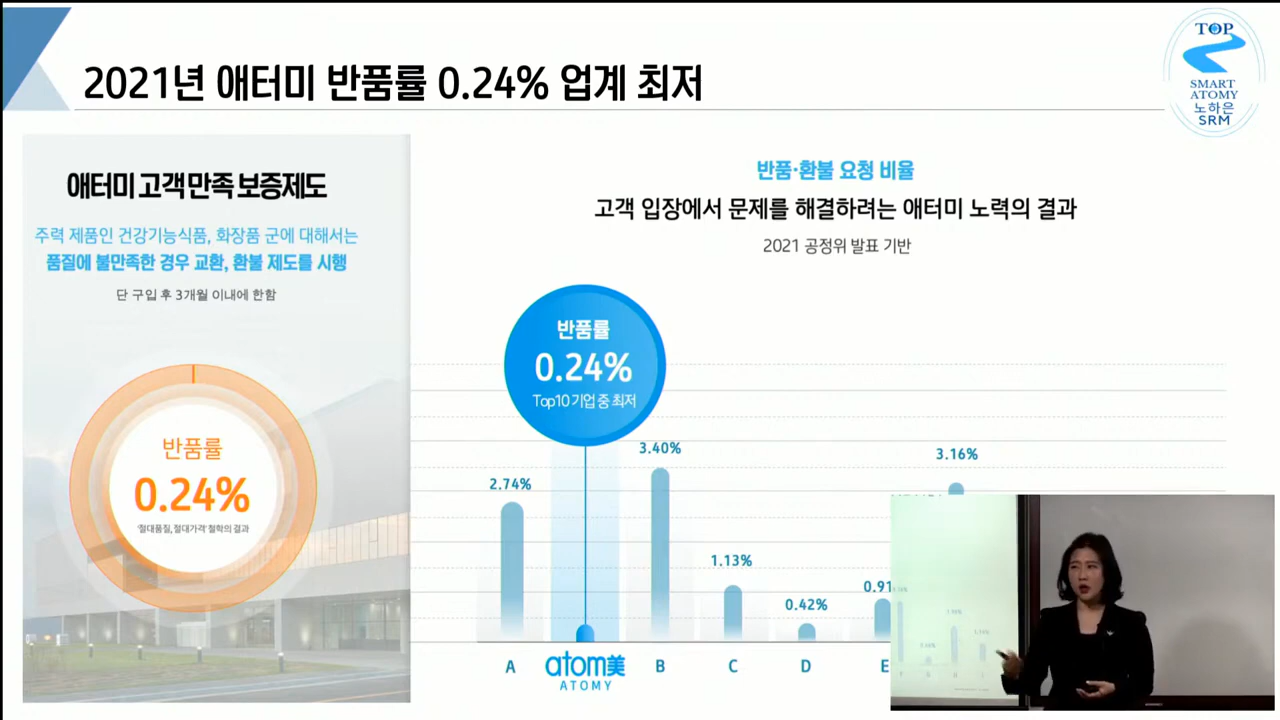 2021년 애터미 반품률 0.24% 업계 최저
TOP
SMART
ATOMY
노하은
SRM
애터미 고객 만족 보증제도
주력 제품인 건강기능식품, 화장품 군에 대해서는
품질에 불만족한 경우 교환, 환불 제도를 시행
단 구입 후 3개월 이내에 한함
반품률
0.24%
'절대품질, 절대가격' 철학의 결과
반품·환불 요청 비율
고객 입장에서 문제를 해결하려는 애터미 노력의 결과
2021 공정위 발표 기반
반품률
0.24%
Top10 기업 중 최저
2.74%
3.40%
1.13%
0.42%
0.91
3.16%
A
atom美
ATOMY
B
C
D
E